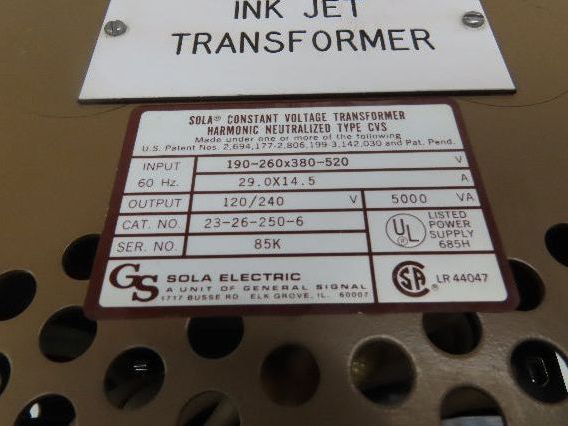 INK JET
TRANSFORMER
SOLA® CONSTANT VOLTAGE TRANSFORMER
HARMONIC NEUTRALIZED TYPE CVS
Made under one or more of the following
U.S. Patent Nos. 2,694,177-2,806,199-3,142,030 and Pat. Pend.
INPUT 190-260x380-520 V
60 Hz. 29.0X14.5 A
OUTPUT 120/240 V 5000 VA
CAT. NO. 23-26-250-6
SER. NO. 85K
UL ® LISTED
POWER
SUPPLY
685H
GS SOLA ELECTRIC
A UNIT OF GENERAL SIGNAL
1717 BUSSE RD. ELK GROVE, IL. 60007
CSA ® LR 44047